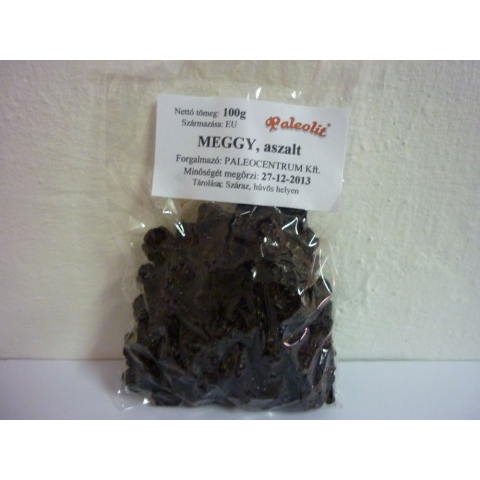 Nettó tömeg: 100g
Származása: EU
Paleolit®
MEGGY, aszalt
Forgalmazó: PALEOCENTRUM Kft.
Minőségét megőrzi: 27-12-2013
Tárolása: Száraz, hűvös helyen